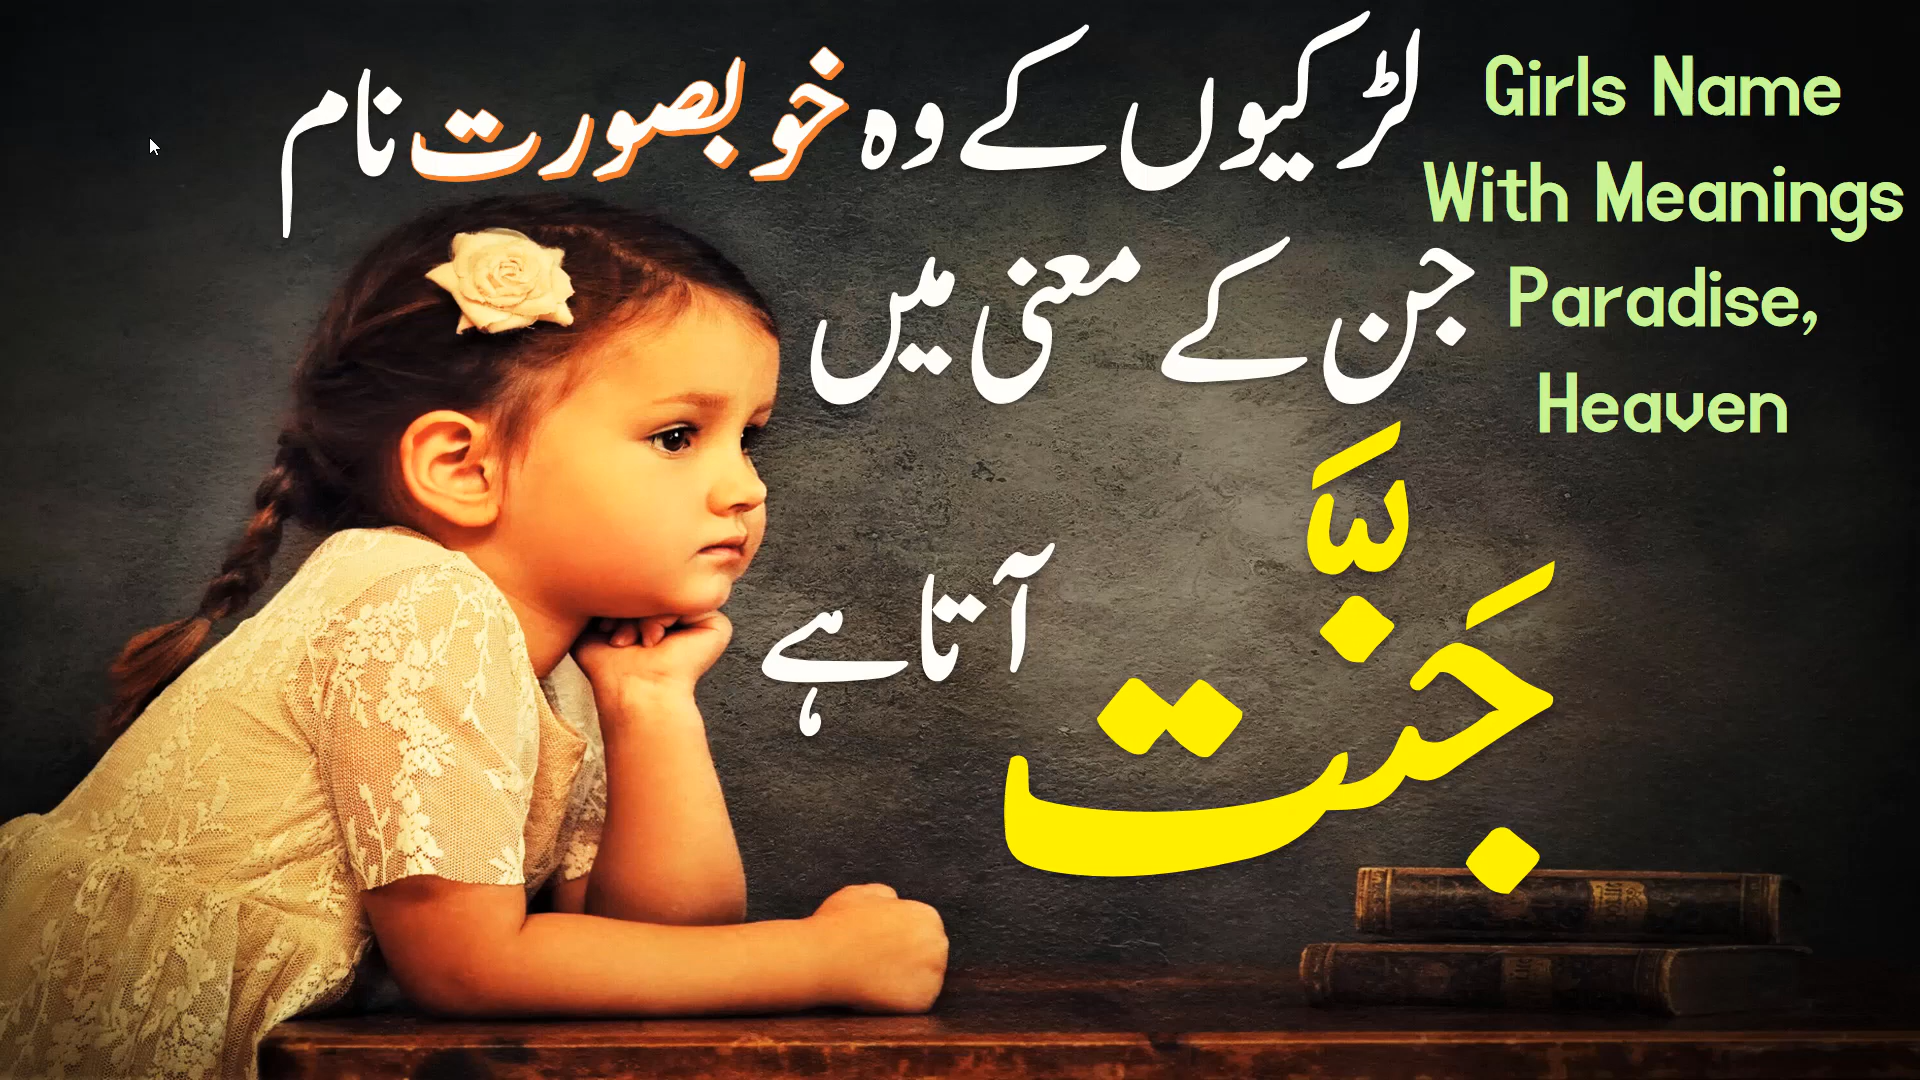 لڑکیوں کے وہ خوبصورت نام
جن کے معنی میں
جَنَّت
آتا ہے
Girls Name
With Meanings
Paradise,
Heaven